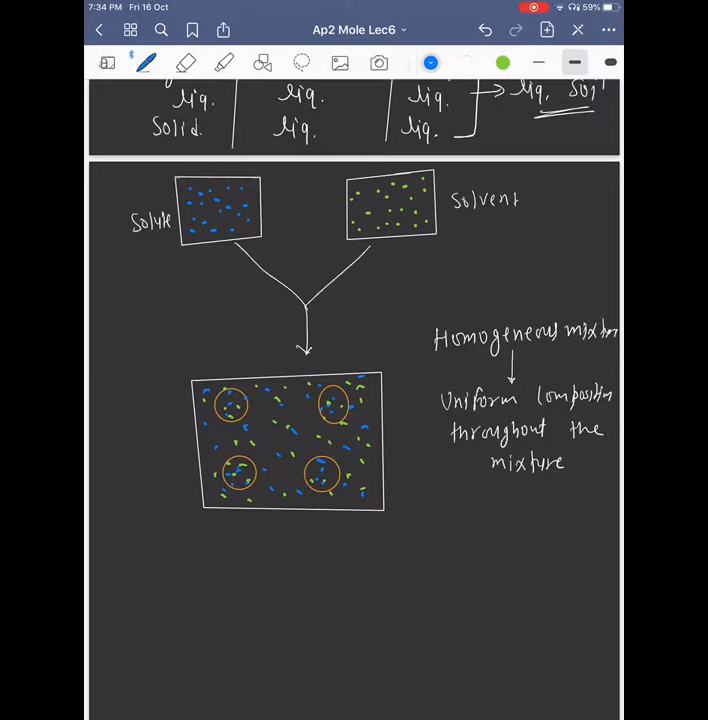 7:34 PM Fri 16 Oct
59%
Ap2 Mole Lec6
liq. liq. liq. → liq. Soln
Solid. liq. liq.
Solute
Solvent
Homogeneous mixture
Uniform Composition
throughout the
mixture